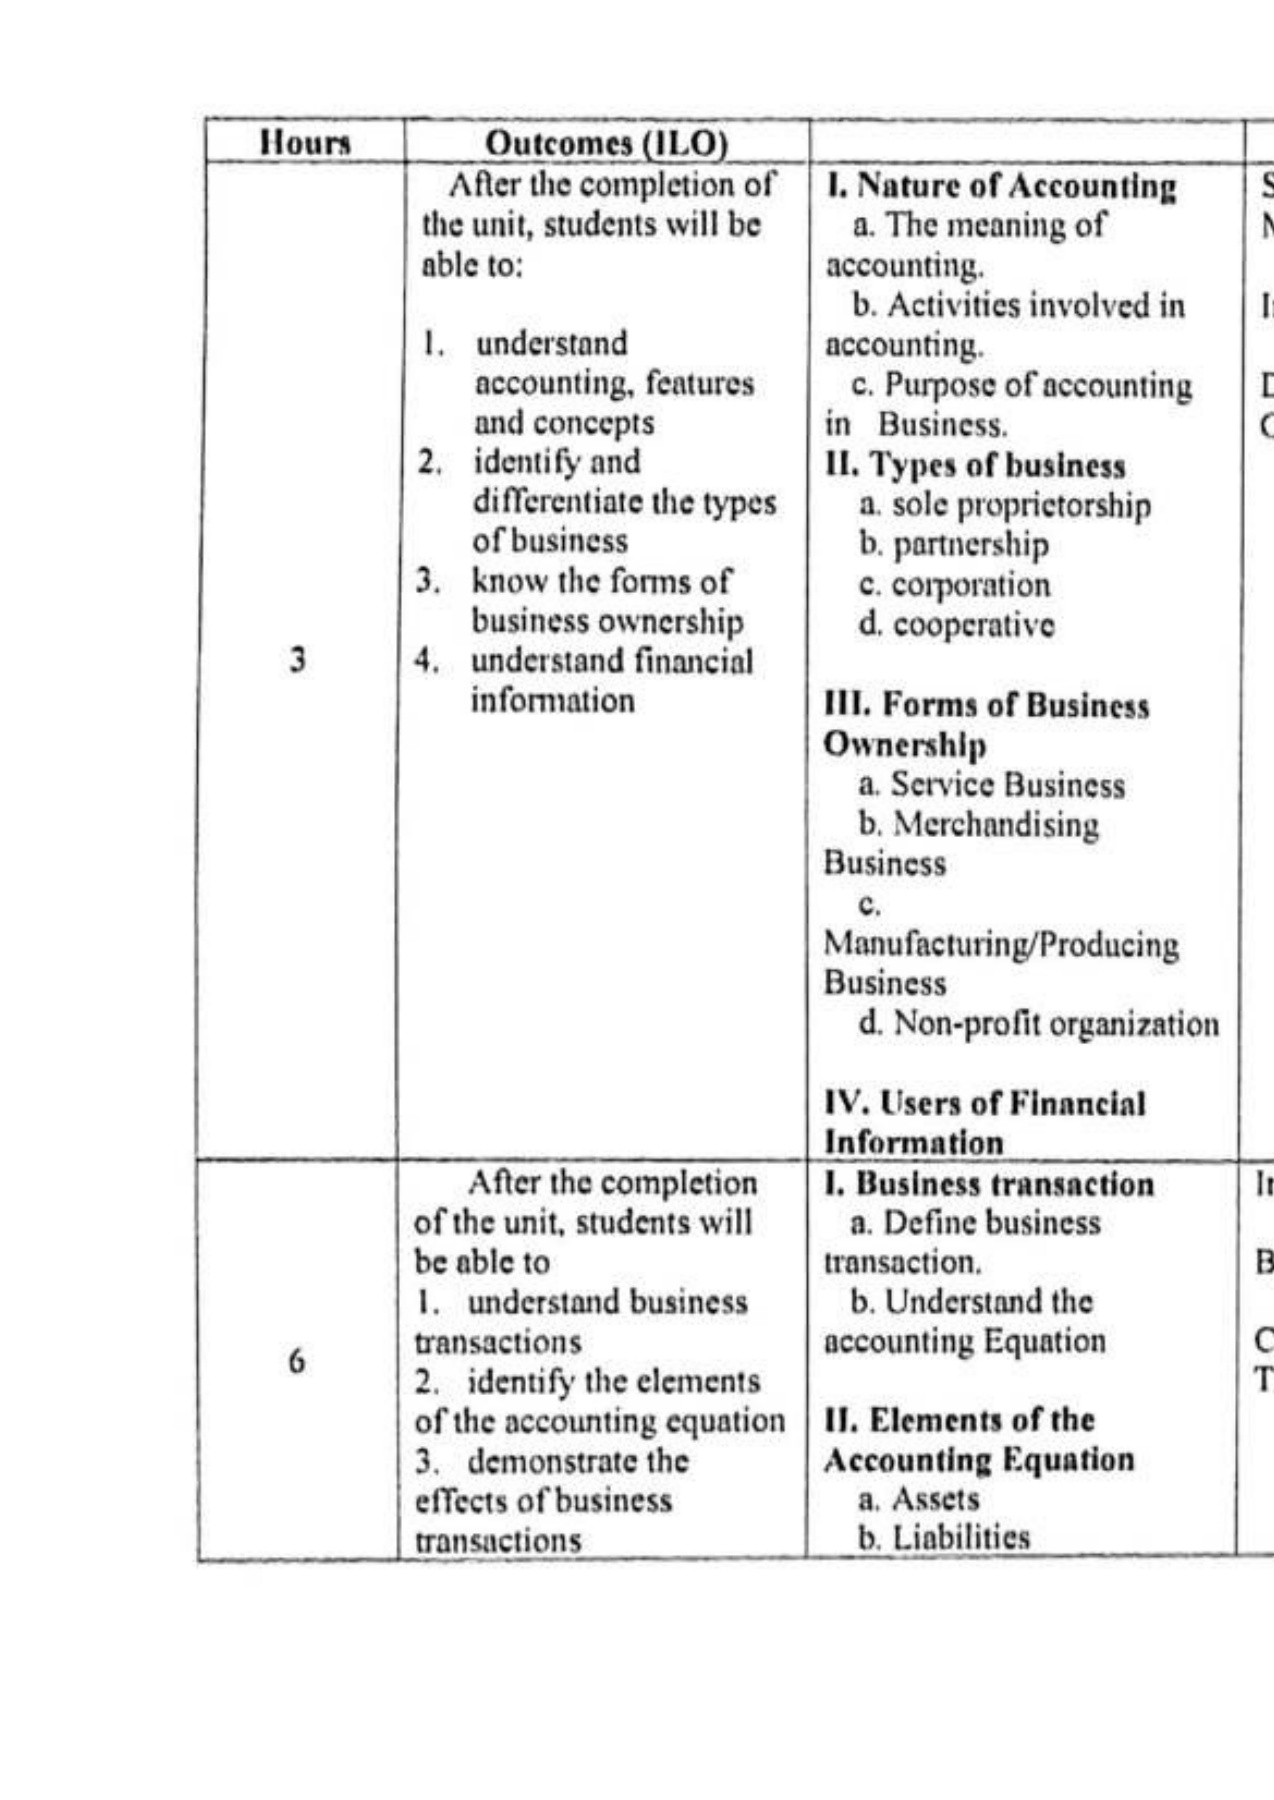 Hours
Outcomes (ILO)
3
After the completion of
the unit, students will be
able to:
1. understand
accounting, features
and concepts
2. identify and
differentiate the types
of business
3. know the forms of
business ownership
4. understand financial
information
I. Nature of Accounting
a. The meaning of
accounting.
b. Activities involved in
accounting.
c. Purpose of accounting
in Business.
II. Types of business
a. sole proprietorship
b. partnership
c. corporation
d. cooperative
III. Forms of Business
Ownership
a. Service Business
b. Merchandising
Business
c.
Manufacturing/Producing
Business
d. Non-profit organization
IV. Users of Financial
Information
6
After the completion
of the unit, students will
be able to
1. understand business
transactions
2. identify the elements
of the accounting equation
3. demonstrate the
effects of business
transactions
I. Business transaction
a. Define business
transaction.
b. Understand the
accounting Equation
II. Elements of the
Accounting Equation
a. Assets
b. Liabilities